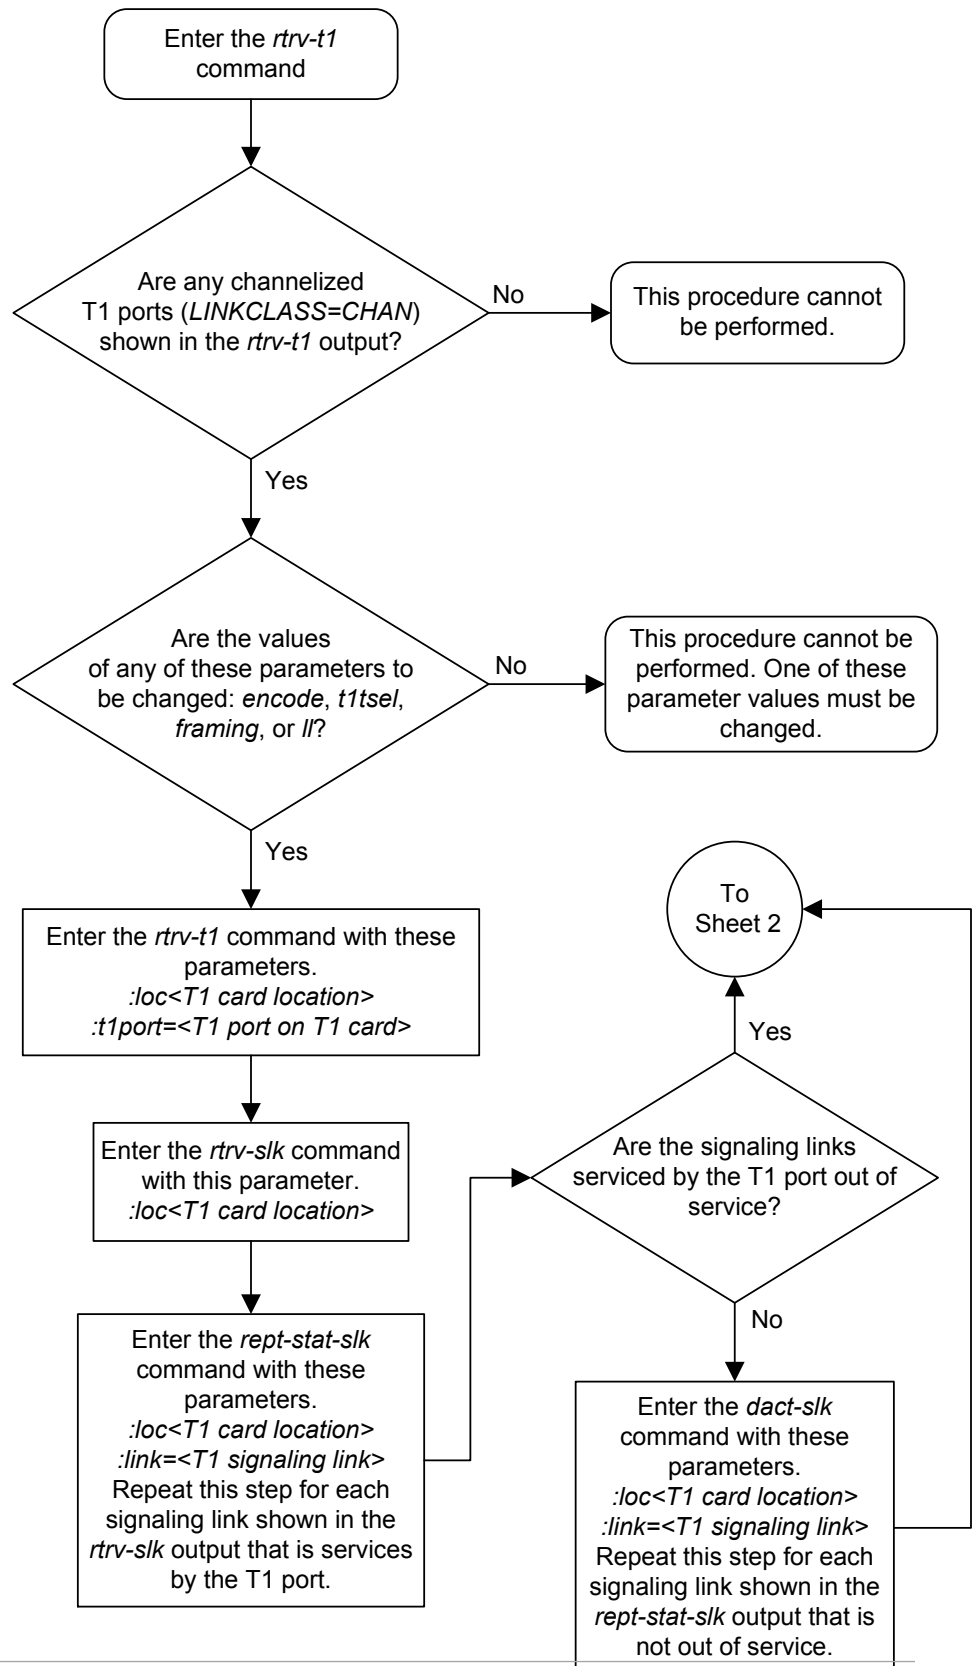 Enter the rtrv-t1
command
Are any channelized
T1 ports (LINKCLASS=CHAN)
shown in the rtrv-t1 output?
No
This procedure cannot
be performed.
Yes
Are the values
of any of these parameters to
be changed: encode, t1tsel,
framing, or ll?
No
This procedure cannot be
performed. One of these
parameter values must be
changed.
Yes
Enter the rtrv-t1 command with these
parameters.
:loc<T1 card location>
:t1port=<T1 port on T1 card>
Enter the rtrv-slk command
with this parameter.
:loc<T1 card location>
Enter the rept-stat-slk
command with these
parameters.
:loc<T1 card location>
:link=<T1 signaling link>
Repeat this step for each
signaling link shown in the
rtrv-slk output that is services
by the T1 port.
Are the signaling links
serviced by the T1 port out of
service?
Yes
To
Sheet 2
No
Enter the dact-slk
command with these
parameters.
:loc<T1 card location>
:link=<T1 signaling link>
Repeat this step for each
signaling link shown in the
rept-stat-slk output that is
not out of service.